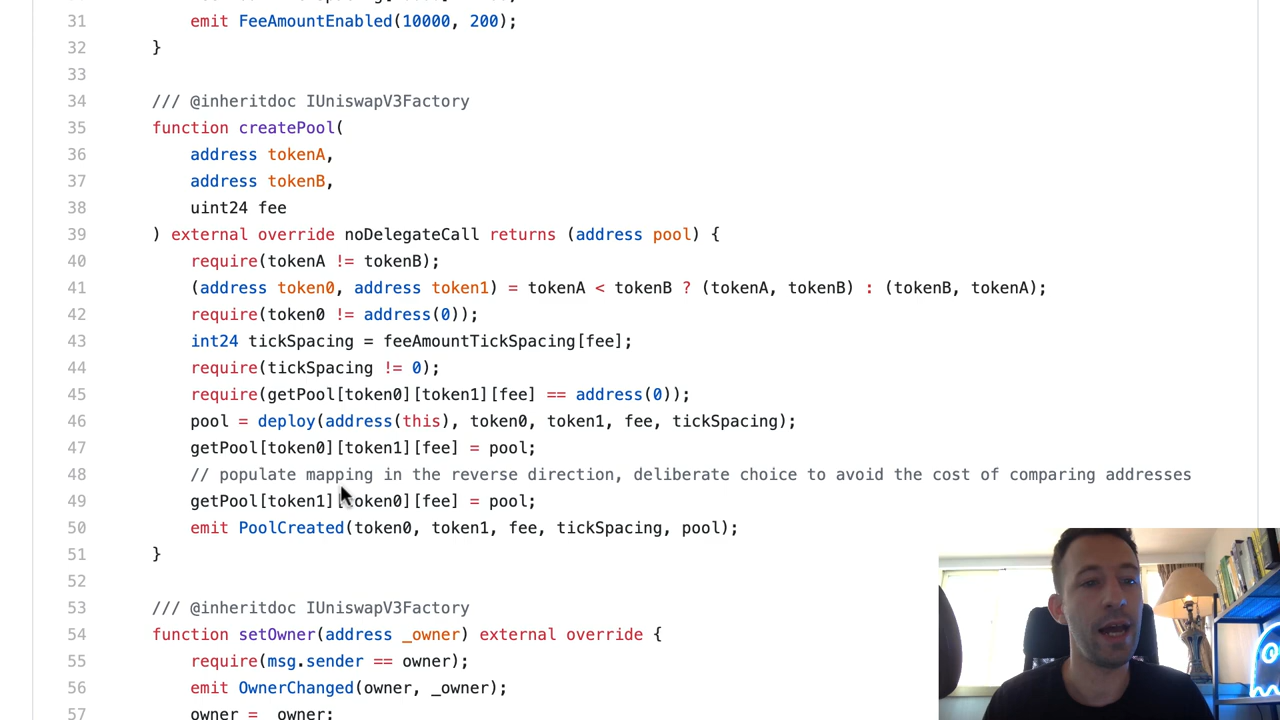 31 emit FeeAmountEnabled(10000, 200);
32 }
33
34 /// @inheritdoc IUniswapV3Factory
35 function createPool(
36 address tokenA,
37 address tokenB,
38 uint24 fee
39 ) external override noDelegateCall returns (address pool) {
40 require(tokenA != tokenB);
41 (address token0, address token1) = tokenA < tokenB ? (tokenA, tokenB) : (tokenB, tokenA);
42 require(token0 != address(0));
43 int24 tickSpacing = feeAmountTickSpacing[fee];
44 require(tickSpacing != 0);
45 require(getPool[token0][token1][fee] == address(0));
46 pool = deploy(address(this), token0, token1, fee, tickSpacing);
47 getPool[token0][token1][fee] = pool;
48 // populate mapping in the reverse direction, deliberate choice to avoid the cost of comparing addresses
49 getPool[token1][token0][fee] = pool;
50 emit PoolCreated(token0, token1, fee, tickSpacing, pool);
51 }
52
53 /// @inheritdoc IUniswapV3Factory
54 function setOwner(address _owner) external override {
55 require(msg.sender == owner);
56 emit OwnerChanged(owner, _owner);
57 owner = _owner;